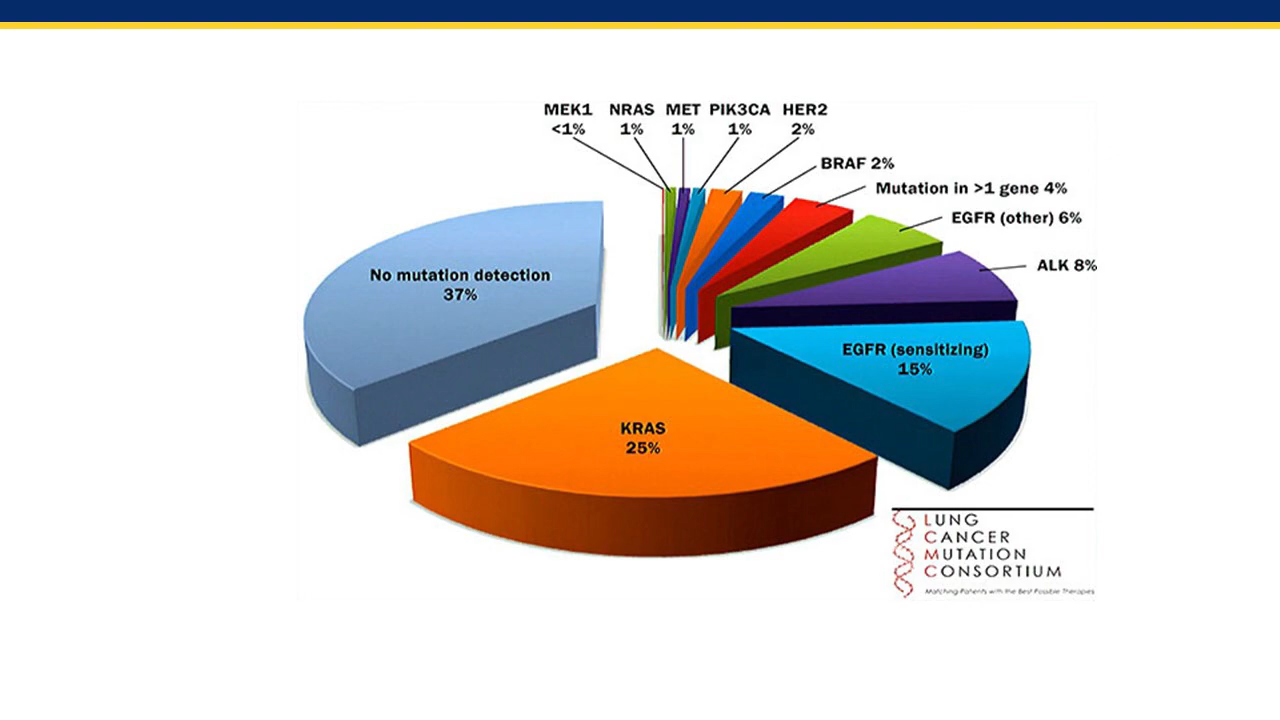 MEK1 NRAS MET PIK3CA HER2
<1% 1% 1% 1% 2%
BRAF 2%
Mutation in >1 gene 4%
EGFR (other) 6%
ALK 8%
No mutation detection
37%
EGFR (sensitizing)
15%
KRAS
25%
LUNG
CANCER
MUTATION
CONSORTIUM
Matching Patients with the Best Possible Therapies